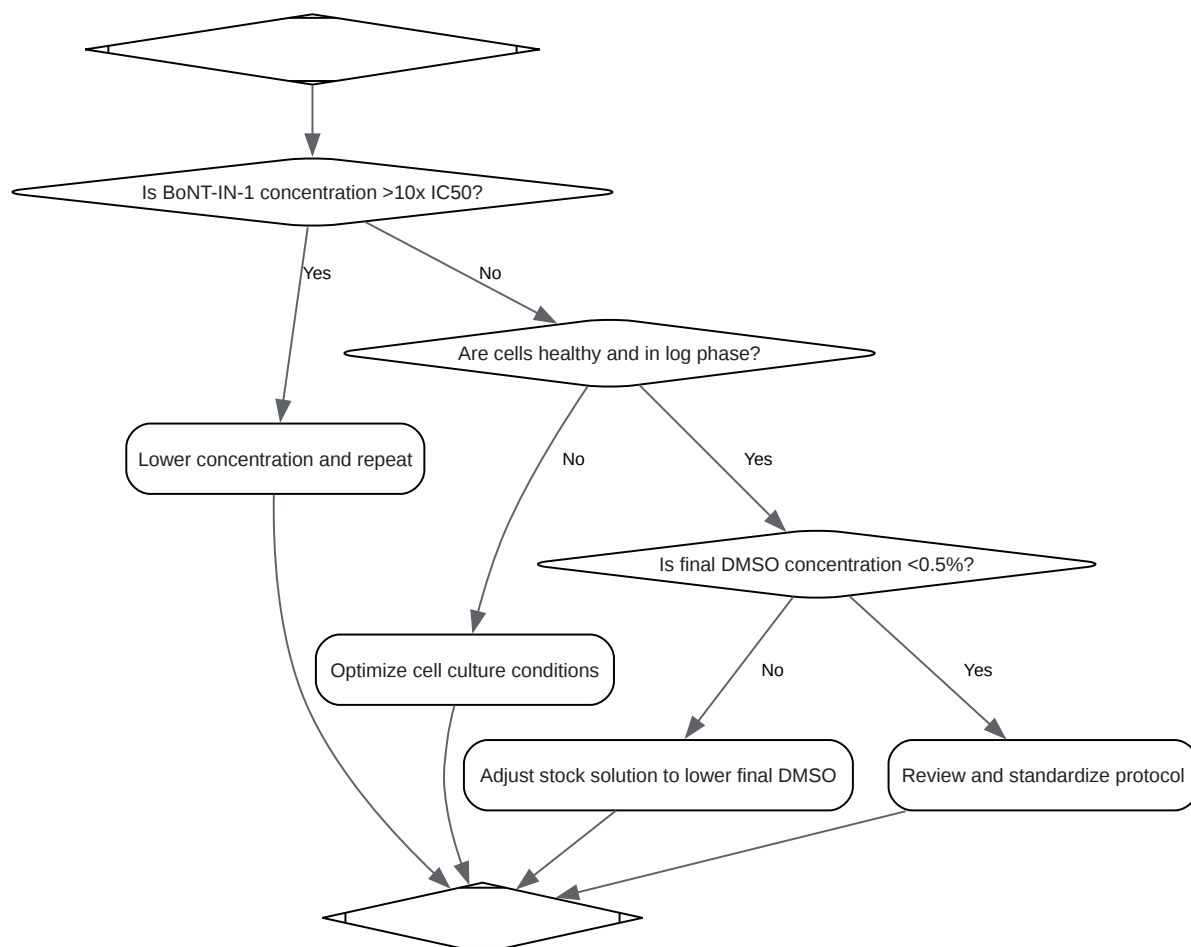 Is BoNT-IN-1 concentration >10x IC50?
Yes
No
Are cells healthy and in log phase?
Lower concentration and repeat
No
Yes
Is final DMSO concentration <0.5%?
Optimize cell culture conditions
No
Yes
Adjust stock solution to lower final DMSO
Review and standardize protocol